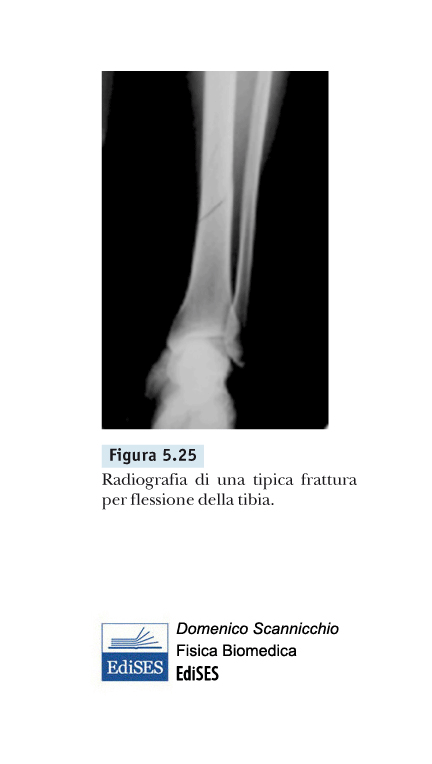 Figura 5.25
Radiografia di una tipica frattura
per flessione della tibia.
Domenico Scannicchio
Fisica Biomedica
EdiSES
EdiSES